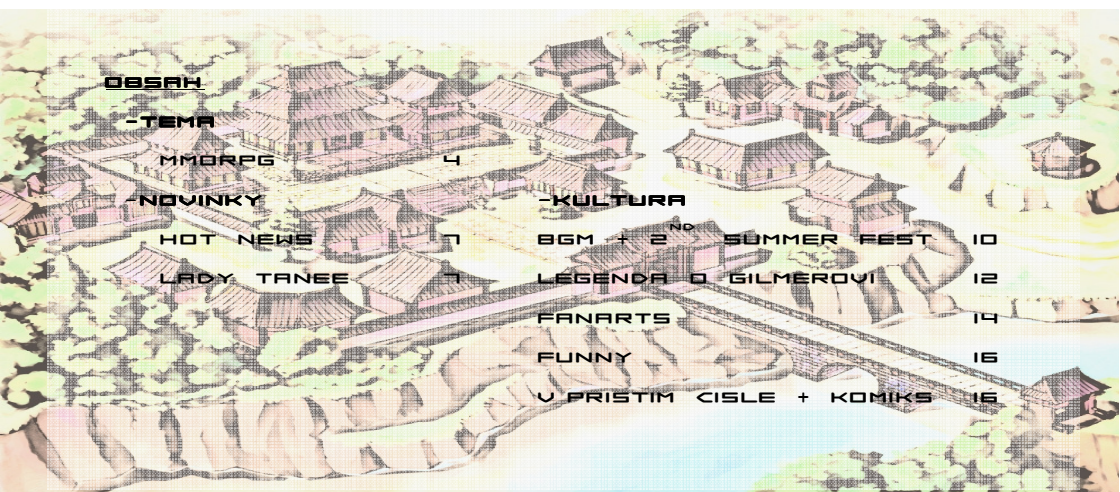 OBSAH
-TEMA
MMORPG 4
-NOVINKY
HOT NEWS 7
LADY TANEE 7
-KULTURA
BGM + 2ND SUMMER FEST 10
LEGENDA O GILMEROVI 12
FANARTS 14
FUNNY 16
V PRISTIM CISLE + KOMIKS 16